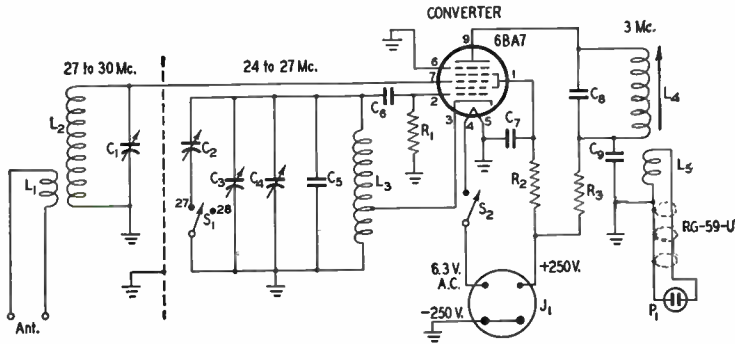 CONVERTER
9 6BA7
3 Mc.
27 to 30 Mc.
24 to 27 Mc.
6
7
2
3 4 5
1
L2
C1
L1
Ant.
C2
27 28
S1
C3
C4
C5
C6
R1
L3
C7
S2
R2
R3
C8
C9
L4
L5
RG-59-U
P1
6.3 V.
A.C.
+250V.
-250V.
J1